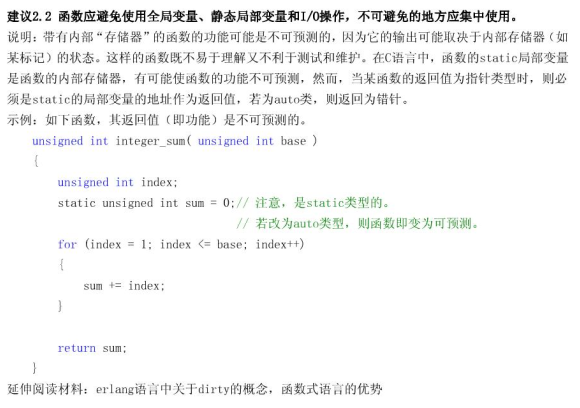 建议2.2 函数应避免使用全局变量、静态局部变量和I/O操作，不可避免的地方应集中使用。
说明：带有内部“存储器”的函数的功能可能是不可预测的，因为它的输出可能取决于内部存储器（如
某标记）的状态。这样的函数既不易于理解又不利于测试和维护。在C语言中，函数的static局部变量
是函数的内部存储器，有可能使函数的功能不可预测，然而，当某函数的返回值为指针类型时，则必
须是static的局部变量的地址作为返回值，若为auto类，则返回为错针。
示例：如下函数，其返回值（即功能）是不可预测的。
unsigned int integer_sum( unsigned int base )
{
unsigned int index;
static unsigned int sum = 0;// 注意，是static类型的。
// 若改为auto类型，则函数即变为可预测。
for (index = 1; index <= base; index++)
{
sum += index;
}
return sum;
}
延伸阅读材料：erlang语言中关于dirty的概念，函数式语言的优势